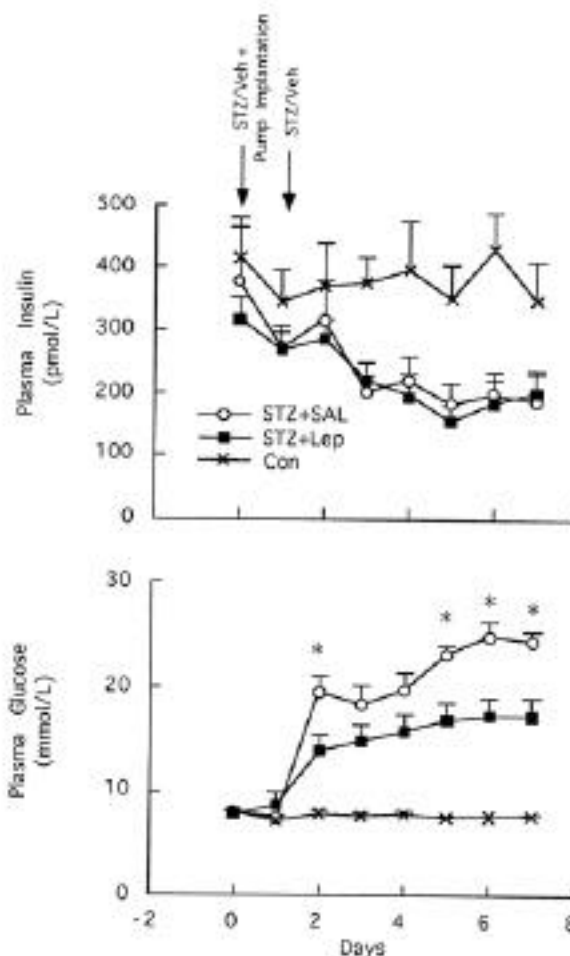 STZ/Veh +
Pump Implantation
STZ/Veh
500
400
300
200
100
0
Plasma Insulin
(pmol/L)
STZ+SAL
STZ+Lep
Con
30
20
10
0
Plasma Glucose
(mmol/L)
*
*
*
*
-2
0
2
4
6
8
Days